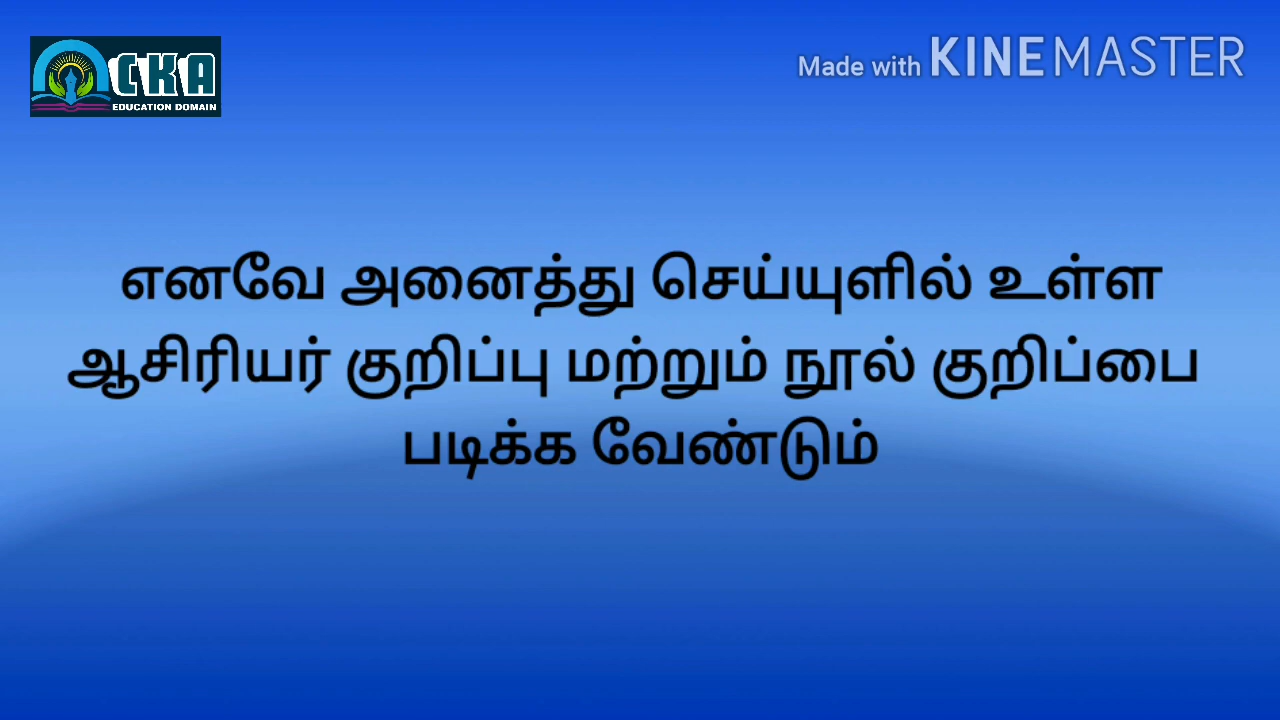 CKA
EDUCATION DOMAIN
Made with KINEMASTER
எனவே அனைத்து செய்யுளில் உள்ள
ஆசிரியர் குறிப்பு மற்றும் நூல் குறிப்பை
படிக்க வேண்டும்